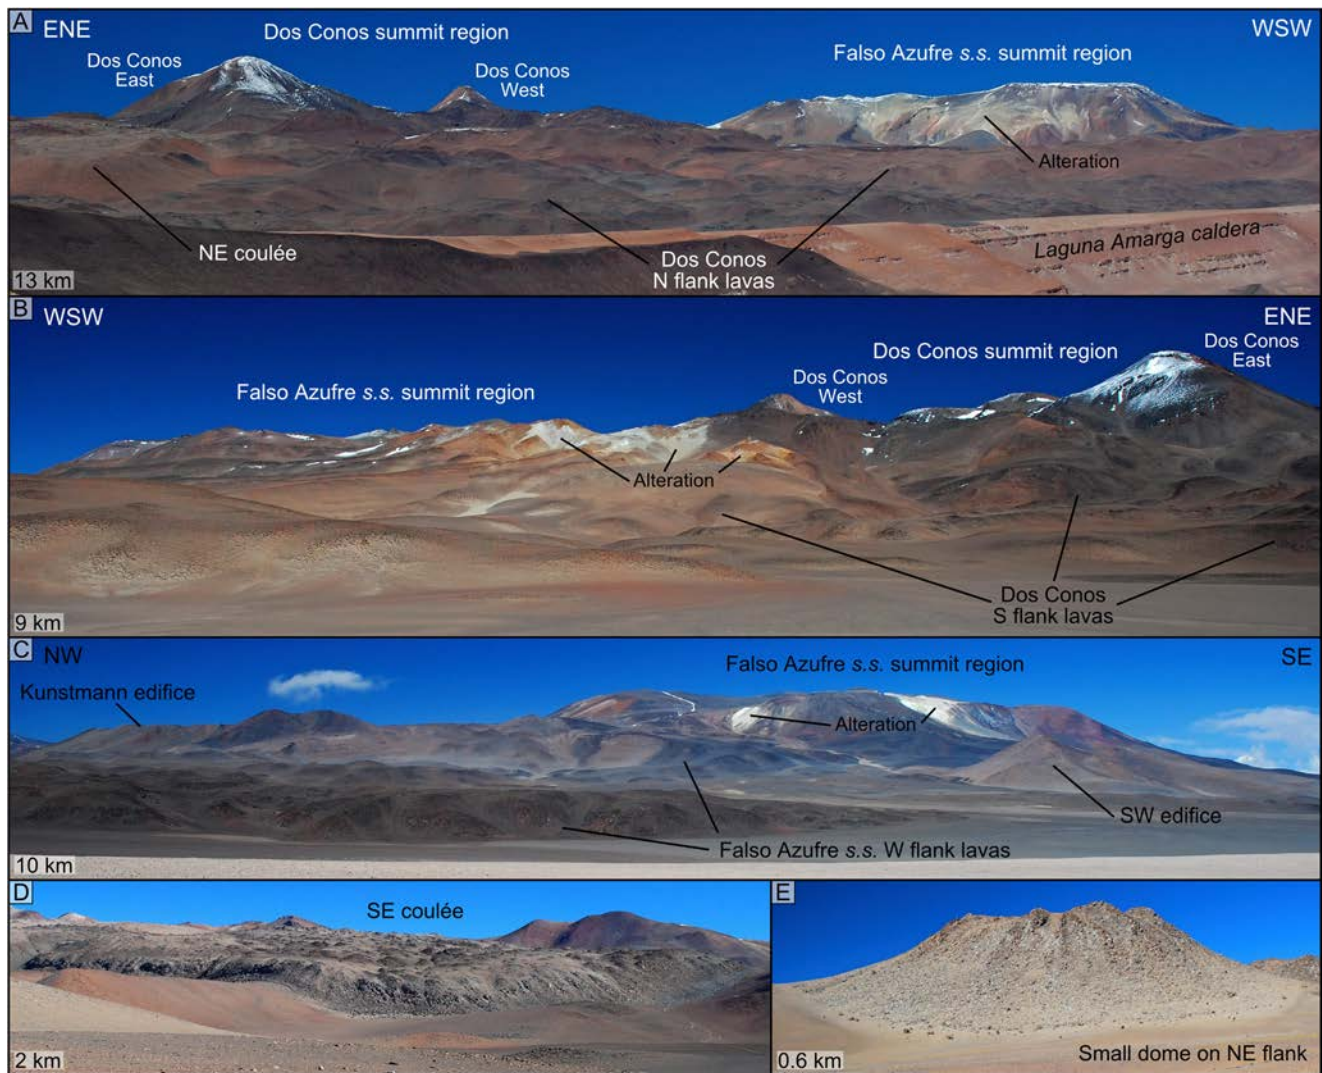 A
ENE
Dos Conos summit region
WSW
Dos Conos
East
Dos Conos
West
Falso Azufre s.s. summit region
Alteration
NE coulée
Dos Conos
N flank lavas
Laguna Amarga caldera
13 km
B
WSW
ENE
Falso Azufre s.s. summit region
Dos Conos
West
Dos Conos summit region
Dos Conos
East
Alteration
Dos Conos
S flank lavas
9 km
C
NW
SE
Kunstmann edifice
Falso Azufre s.s. summit region
Alteration
SW edifice
Falso Azufre s.s. W flank lavas
10 km
D
SE coulée
2 km
E
0.6 km
Small dome on NE flank